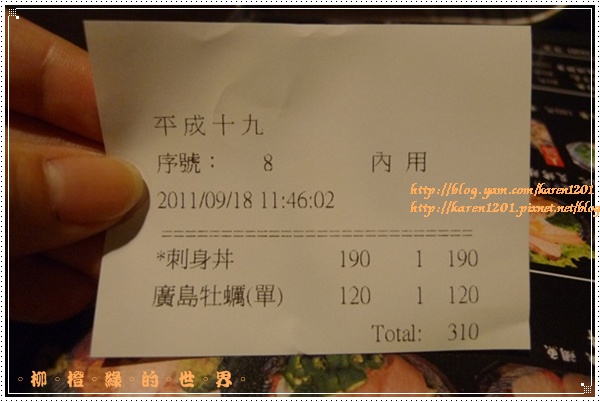 平成十九
序號： 8 內用
2011/09/18 11:46:02
==============================
*刺身丼 190 1 190
廣島牡蠣(單) 120 1 120
Total: 310
http://blog.yam.com/karen1201
http://karen1201.pixnet.net/blog
。柳。橙。綠。的。世。界。